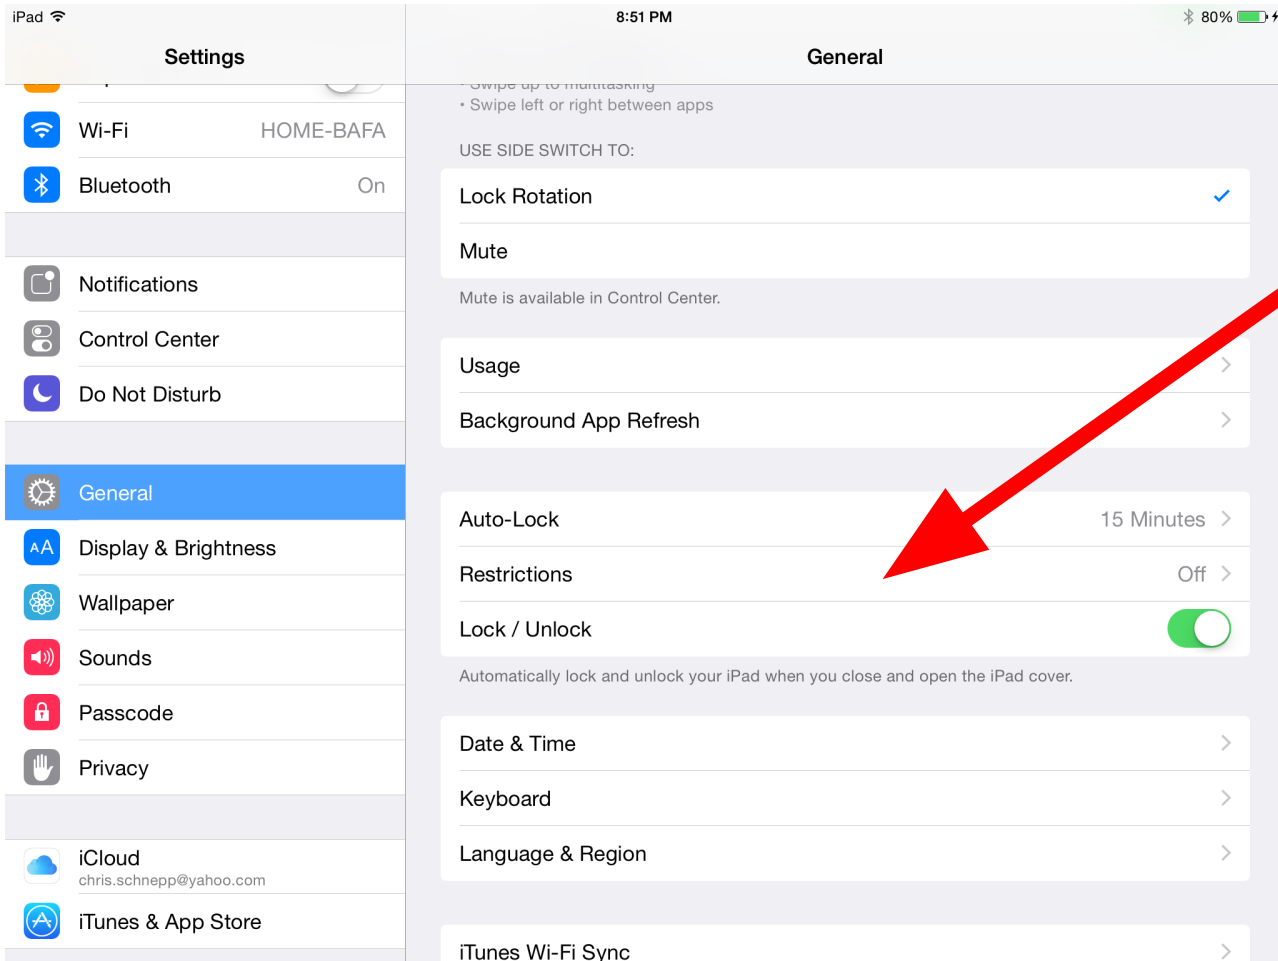 iPad
8:51 PM
80%
Settings
General
• Swipe up to multitasking
• Swipe left or right between apps
Wi-Fi
HOME-BAFA
Bluetooth
On
Notifications
Control Center
Do Not Disturb
General
Display & Brightness
AA
Wallpaper
Sounds
Passcode
Privacy
iCloud
chris.schnepp@yahoo.com
iTunes & App Store
USE SIDE SWITCH TO:
Lock Rotation
Mute
Mute is available in Control Center.
Usage
Background App Refresh
Auto-Lock
15 Minutes
Restrictions
Off
Lock / Unlock
Automatically lock and unlock your iPad when you close and open the iPad cover.
Date & Time
Keyboard
Language & Region
iTunes Wi-Fi Sync